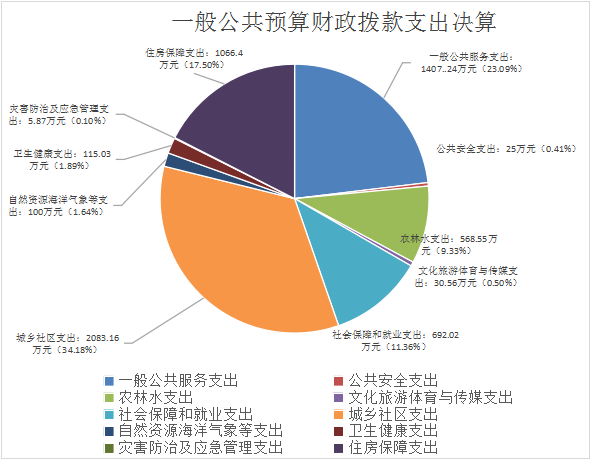 一般公共预算财政拨款支出决算
住房保障支出：1066.4
万元（17.50%）
一般公共服务支出：
1407..24万元（23.09%）
灾害防治及应急管理支
出：5.87万元（0.10%）
公共安全支出：25万元（0.41%）
卫生健康支出：115.03
万元（1.89%）
自然资源海洋气象等支
出：100万元（1.64%）
农林水支出：568.55万
元（9.33%）
文化旅游体育与传媒支
出：30.56万元（0.50%）
城乡社区支出：2083.16
万元（34.18%）
社会保障和就业支出：692.02
万元（11.36%）
一般公共服务支出
公共安全支出
农林水支出
文化旅游体育与传媒支出
社会保障和就业支出
城乡社区支出
自然资源海洋气象等支出
卫生健康支出
灾害防治及应急管理支出
住房保障支出